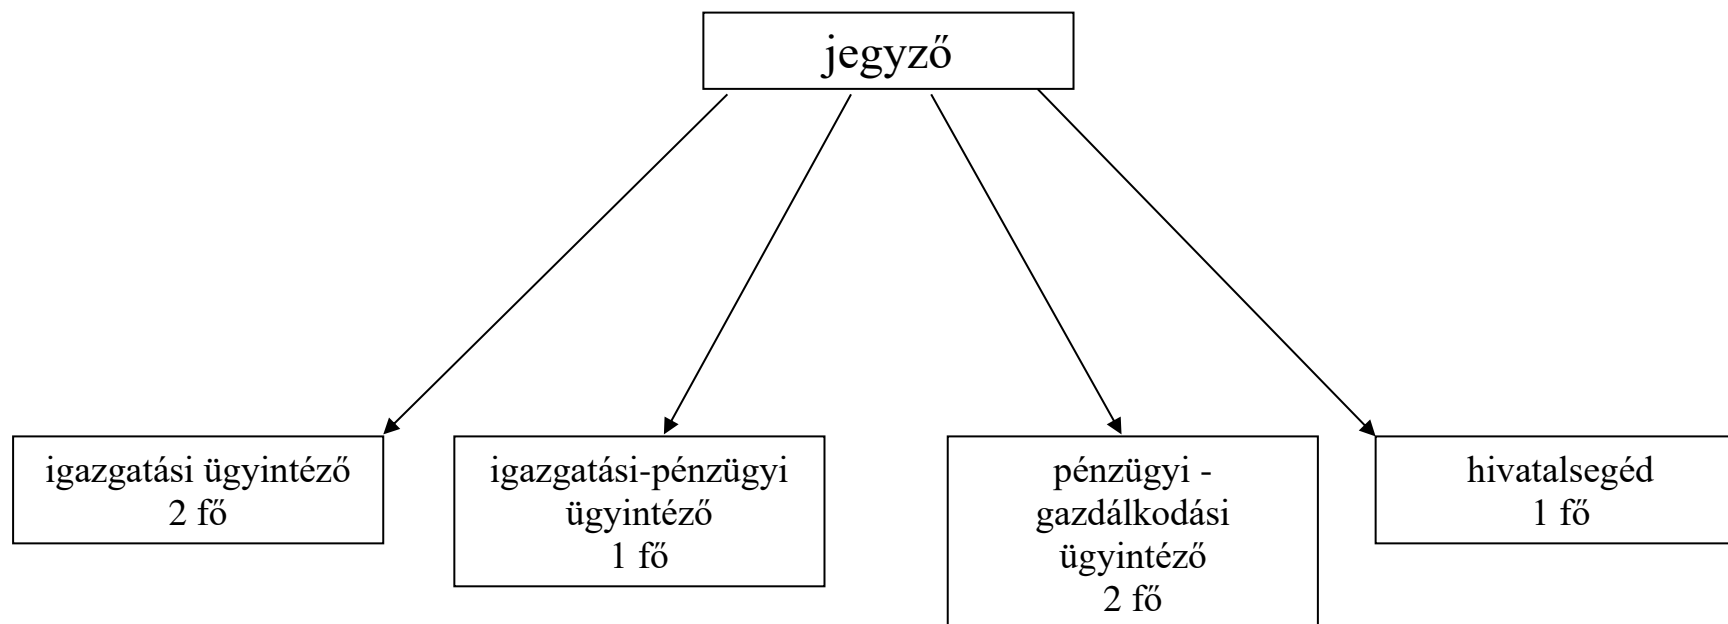 jegyző
igazgatási ügyintéző
2 fő
igazgatási-pénzügyi
ügyintéző
1 fő
pénzügyi -
gazdálkodási
ügyintéző
2 fő
hivatalsegéd
1 fő